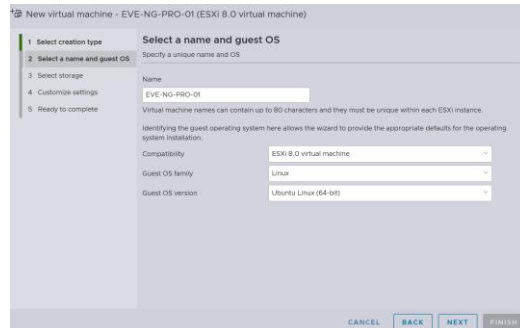 New virtual machine - EVE-NG-PRO-01 (ESXi 8.0 virtual machine)
1 Select creation type
2 Select a name and guest OS
3 Select storage
4 Customize settings
5 Ready to complete
Select a name and guest OS
Specify a unique name and OS
Name
EVE-NG-PRO-01
Virtual machine names can contain up to 80 characters and they must be unique within each ESXi instance.
Identifying the guest operating system here allows the wizard to provide the appropriate defaults for the operating
system installation.
Compatibility
ESXi 8.0 virtual machine
Guest OS family
Linux
Guest OS version
Ubuntu Linux (64-bit)
CANCEL
BACK
NEXT
FINISH